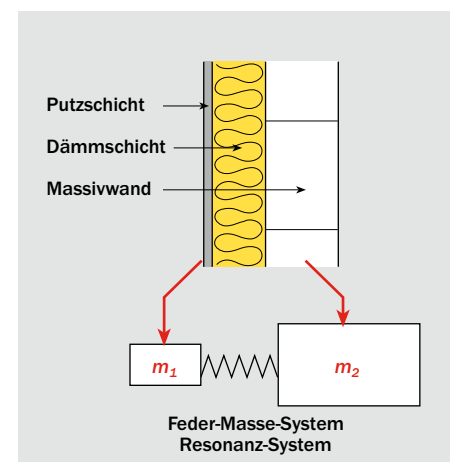 Putzschicht
Dämmschicht
Massivwand
m1
m2
Feder-Masse-System
Resonanz-System